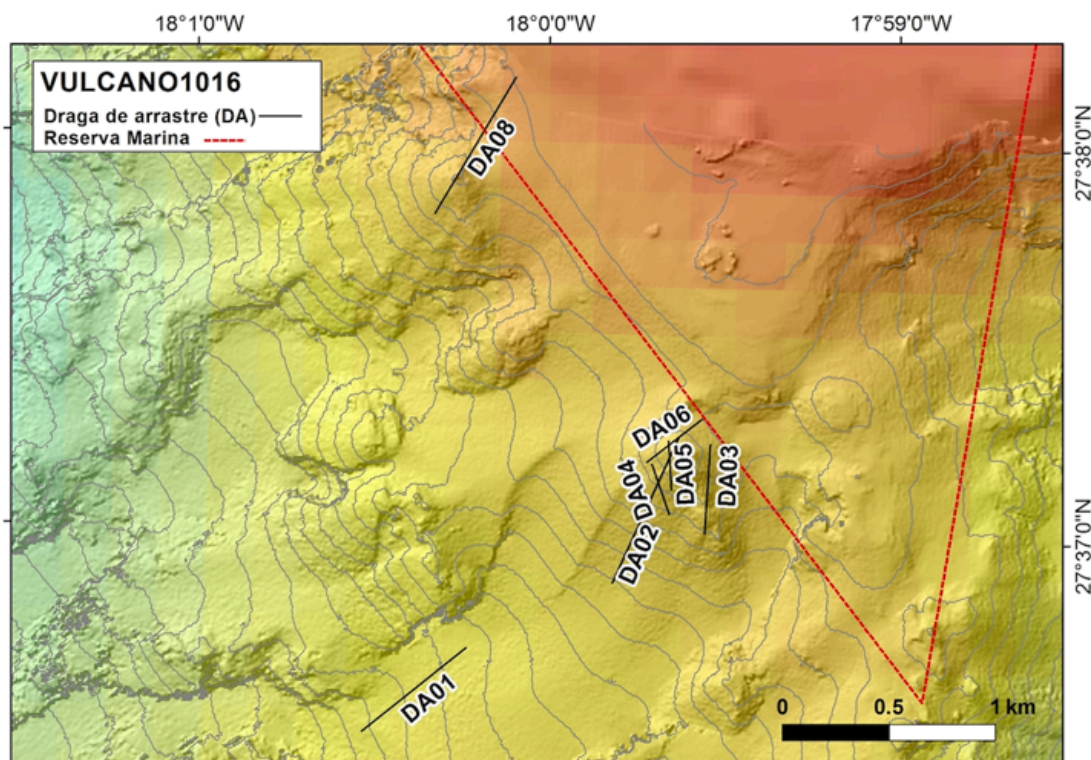 18°1'0"W
18°0'0"W
17°59'0"W
VULCANO1016
Draga de arrastre (DA)
Reserva Marina
27°38'0"N
DA08
DA06
DA04
DA05
DA03
DA02
27°37'0"N
DA01
0 0.5 1 km